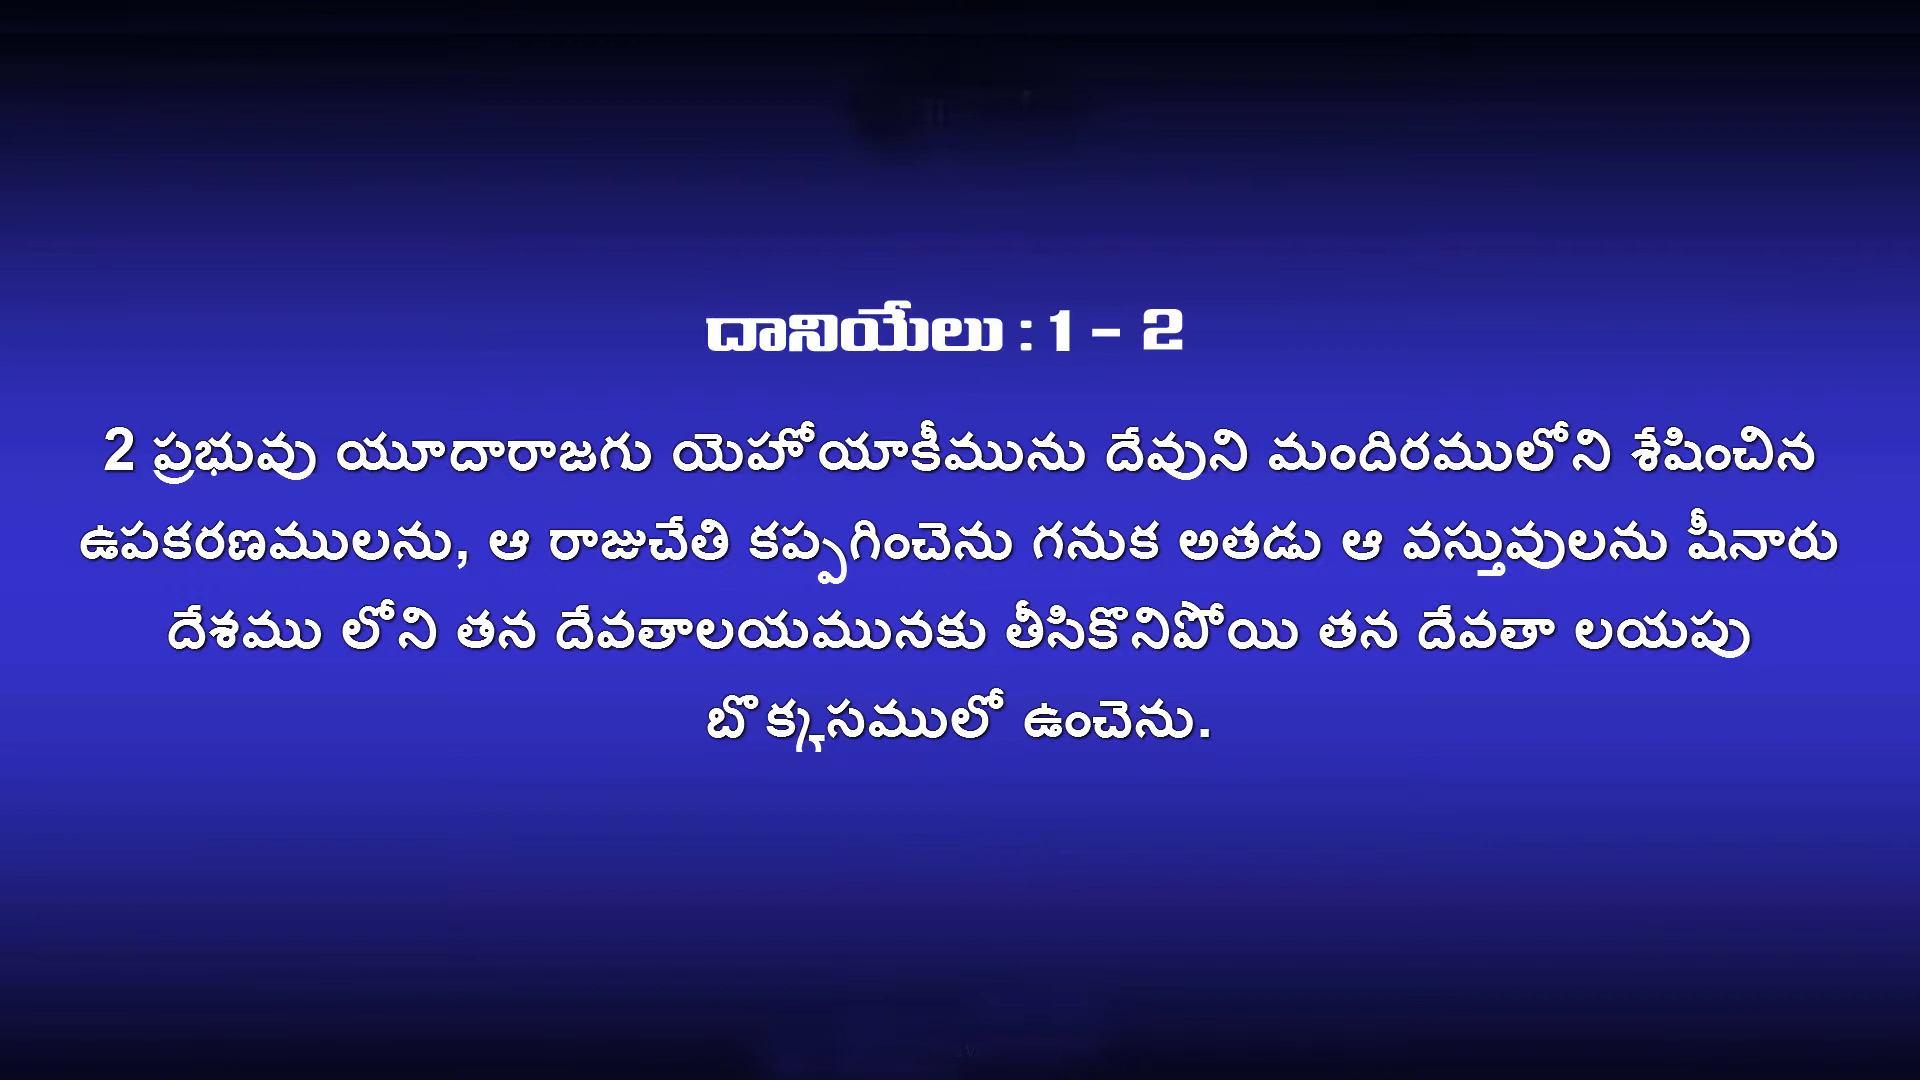 దానియేలు : 1 - 2
2 ప్రభువు యూదారాజగు యెహోయాకీమును దేవుని మందిరములోని శేషించిన
ఉపకరణములను, ఆ రాజుచేతి కప్పగించెను గనుక అతడు ఆ వస్తువులను షీనారు
దేశము లోని తన దేవతాలయమునకు తీసికొనిపోయి తన దేవతా లయపు
బొ క్కసములో ఉంచెను.